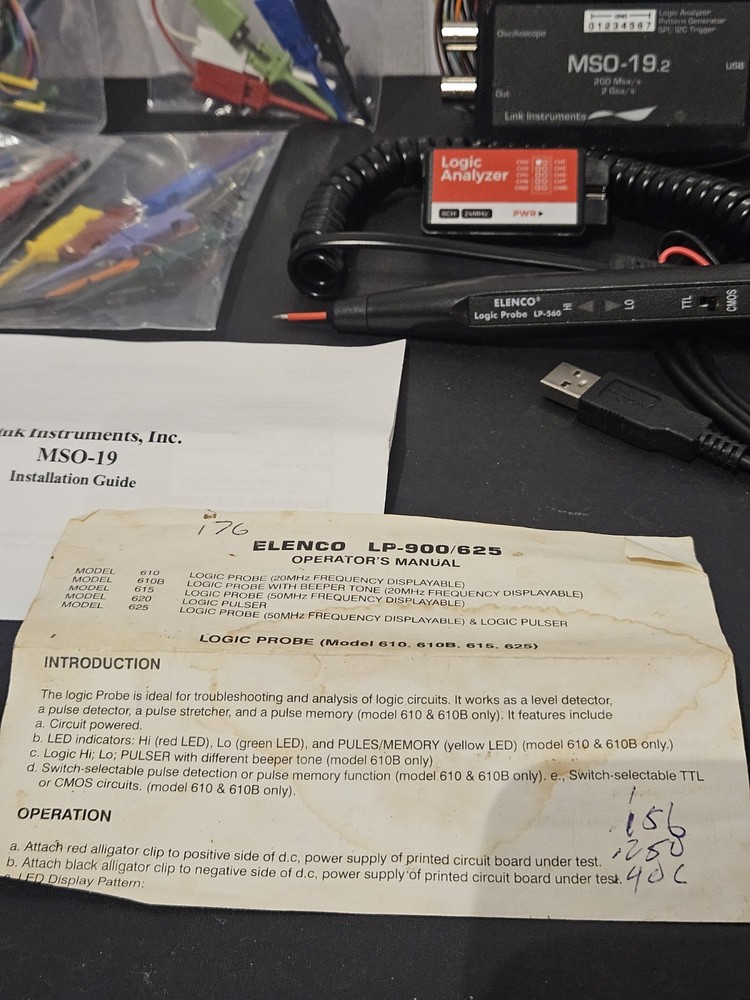 Oscilloscope
GND
01234567
Logic Analyzer
Pattern Generator
SPI/I2C Trigger
MSO-19.2
USB
200 Msa/s
2 Gsa/s
Out
Link Instruments
Logic
Analyzer
8CH 24MHz
PWR
ELENCO®
Logic Probe LP-560
HI
LO
TTL
CMOS
Link Instruments, Inc.
MSO-19
Installation Guide
176
ELENCO LP-900/625
OPERATOR'S MANUAL
MODEL 610 LOGIC PROBE (20MHz FREQUENCY DISPLAYABLE)
MODEL 610B LOGIC PROBE WITH BEEPER TONE (20MHz FREQUENCY DISPLAYABLE)
MODEL 615 LOGIC PROBE (50MHz FREQUENCY DISPLAYABLE)
MODEL 620 LOGIC PULSER
MODEL 625 LOGIC PROBE (50MHz FREQUENCY DISPLAYABLE) & LOGIC PULSER
LOGIC PROBE (Model 610. 610B. 615. 625)
INTRODUCTION
The logic Probe is ideal for troubleshooting and analysis of logic circuits. It works as a level detector,
a pulse detector, a pulse stretcher, and a pulse memory (model 610 & 610B only). It features include
a. Circuit powered.
b. LED indicators: Hi (red LED), Lo (green LED), and PULES/MEMORY (yellow LED) (model 610 & 610B only.)
c. Logic Hi; Lo; PULSER with different beeper tone (model 610B only)
d. Switch-selectable pulse detection or pulse memory function (model 610 & 610B only). e., Switch-selectable TTL
or CMOS circuits. (model 610 & 610B only).
OPERATION
a. Attach red alligator clip to positive side of d.c, power supply of printed circuit board under test.
b. Attach black alligator clip to negative side of d.c, power supply of printed circuit board under test.
c. LED Display Pattern:
.156
.250